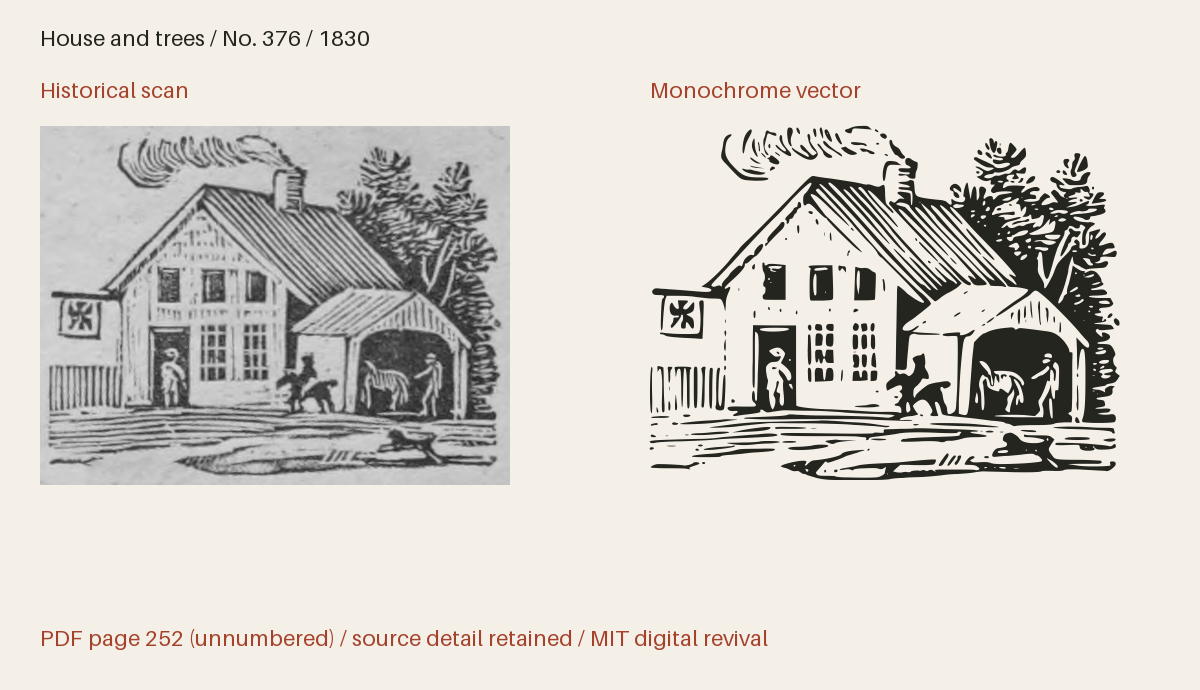 House and trees / No. 376 / 1830
Historical scan
Monochrome vector
PDF page 252 (unnumbered) / source detail retained / MIT digital revival